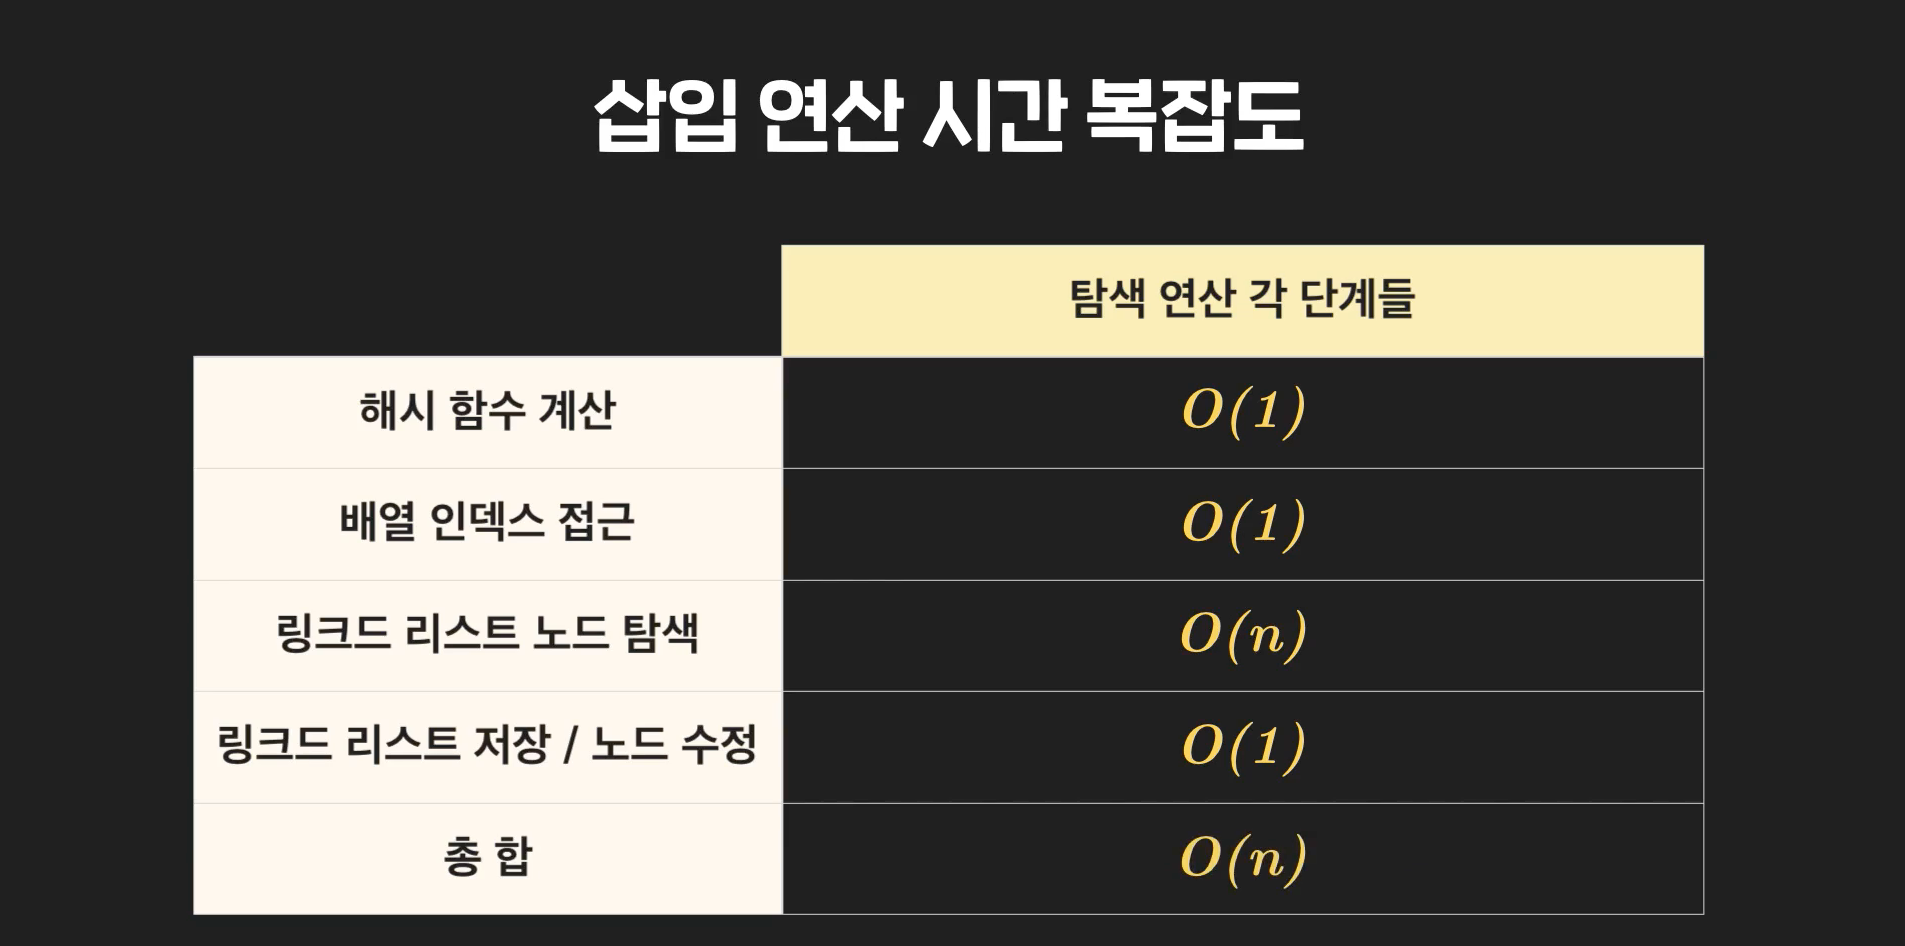 삽입 연산 시간 복잡도
탐색 연산 각 단계들
해시 함수 계산
O(1)
배열 인덱스 접근
O(1)
링크드 리스트 노드 탐색
O(n)
링크드 리스트 저장 / 노드 수정
O(1)
총 합
O(n)